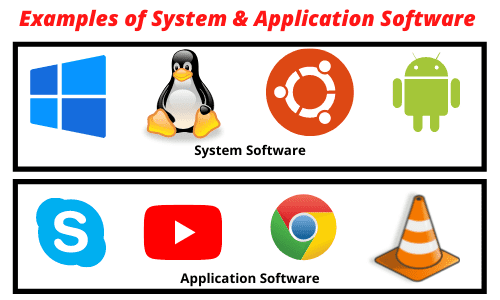 Examples of System & Application Software
System Software
S
Application Software